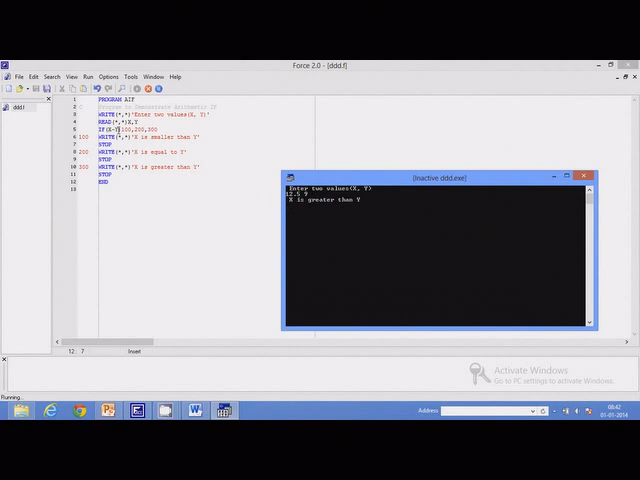 Force 2.0 - [ddd.f]
File Edit Search View Run Options Tools Window Help
ddd.f
1 PROGRAM AIF
2 C Program to Demonstrate Arithmetic IF
3 WRITE(*,*)'Enter two values(X, Y)'
4 READ(*,*)X,Y
5 IF(X-Y)100,200,300
6 100 WRITE(*,*)'X is smaller than Y'
7 STOP
8 200 WRITE(*,*)'X is equal to Y'
9 STOP
10 300 WRITE(*,*)'X is greater than Y'
11 STOP
12 END
13
[Inactive ddd.exe]
Enter two values(X, Y)
12.5 9
X is greater than Y
12: 7 Insert
Activate Windows
Go to PC settings to activate Windows.
Running...
Address
08:42
01-01-2014